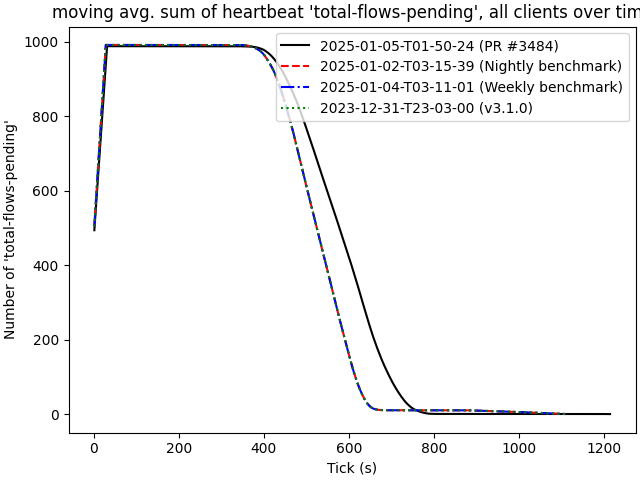 moving avg. sum of heartbeat 'total-flows-pending', all clients over tim
2025-01-05-T01-50-24 (PR #3484)
2025-01-02-T03-15-39 (Nightly benchmark)
2025-01-04-T03-11-01 (Weekly benchmark)
2023-12-31-T23-03-00 (v3.1.0)
Number of 'total-flows-pending'
1000
800
600
400
200
0
0 200 400 600 800 1000 1200
Tick (s)